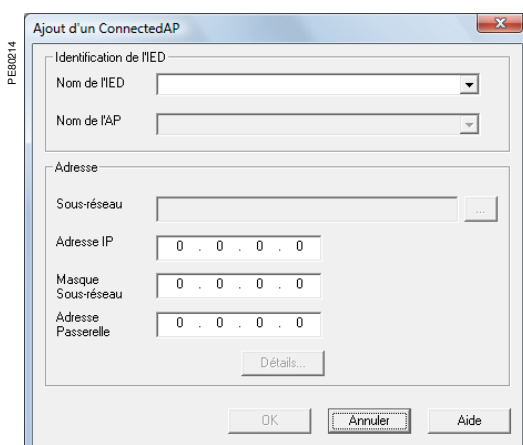 PE80214
Ajout d'un ConnectedAP
Identification de l'IED
Nom de l'IED
Nom de l'AP
Adresse
Sous-réseau
...
Adresse IP
0 . 0 . 0 . 0
Masque
Sous-réseau
0 . 0 . 0 . 0
Adresse
Passerelle
0 . 0 . 0 . 0
Détails...
OK
Annuler
Aide